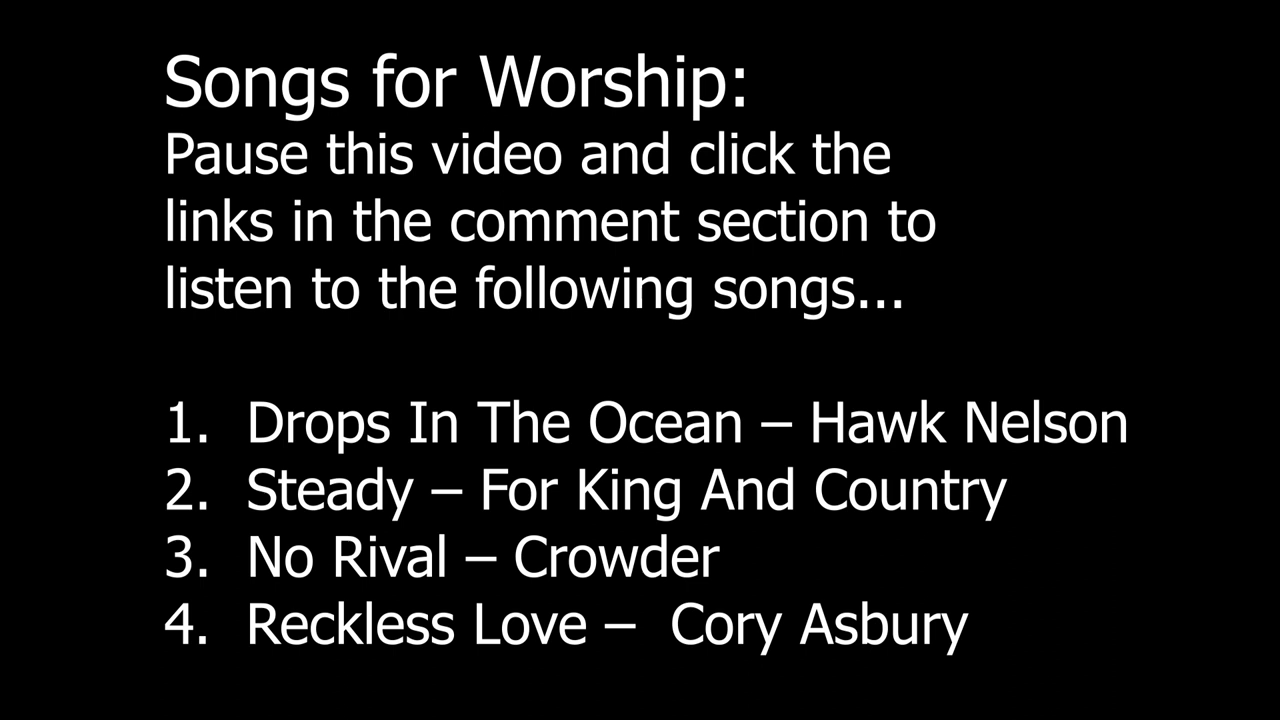 Songs for Worship:
Pause this video and click the
links in the comment section to
listen to the following songs...
1. Drops In The Ocean – Hawk Nelson
2. Steady – For King And Country
3. No Rival – Crowder
4. Reckless Love –  Cory Asbury